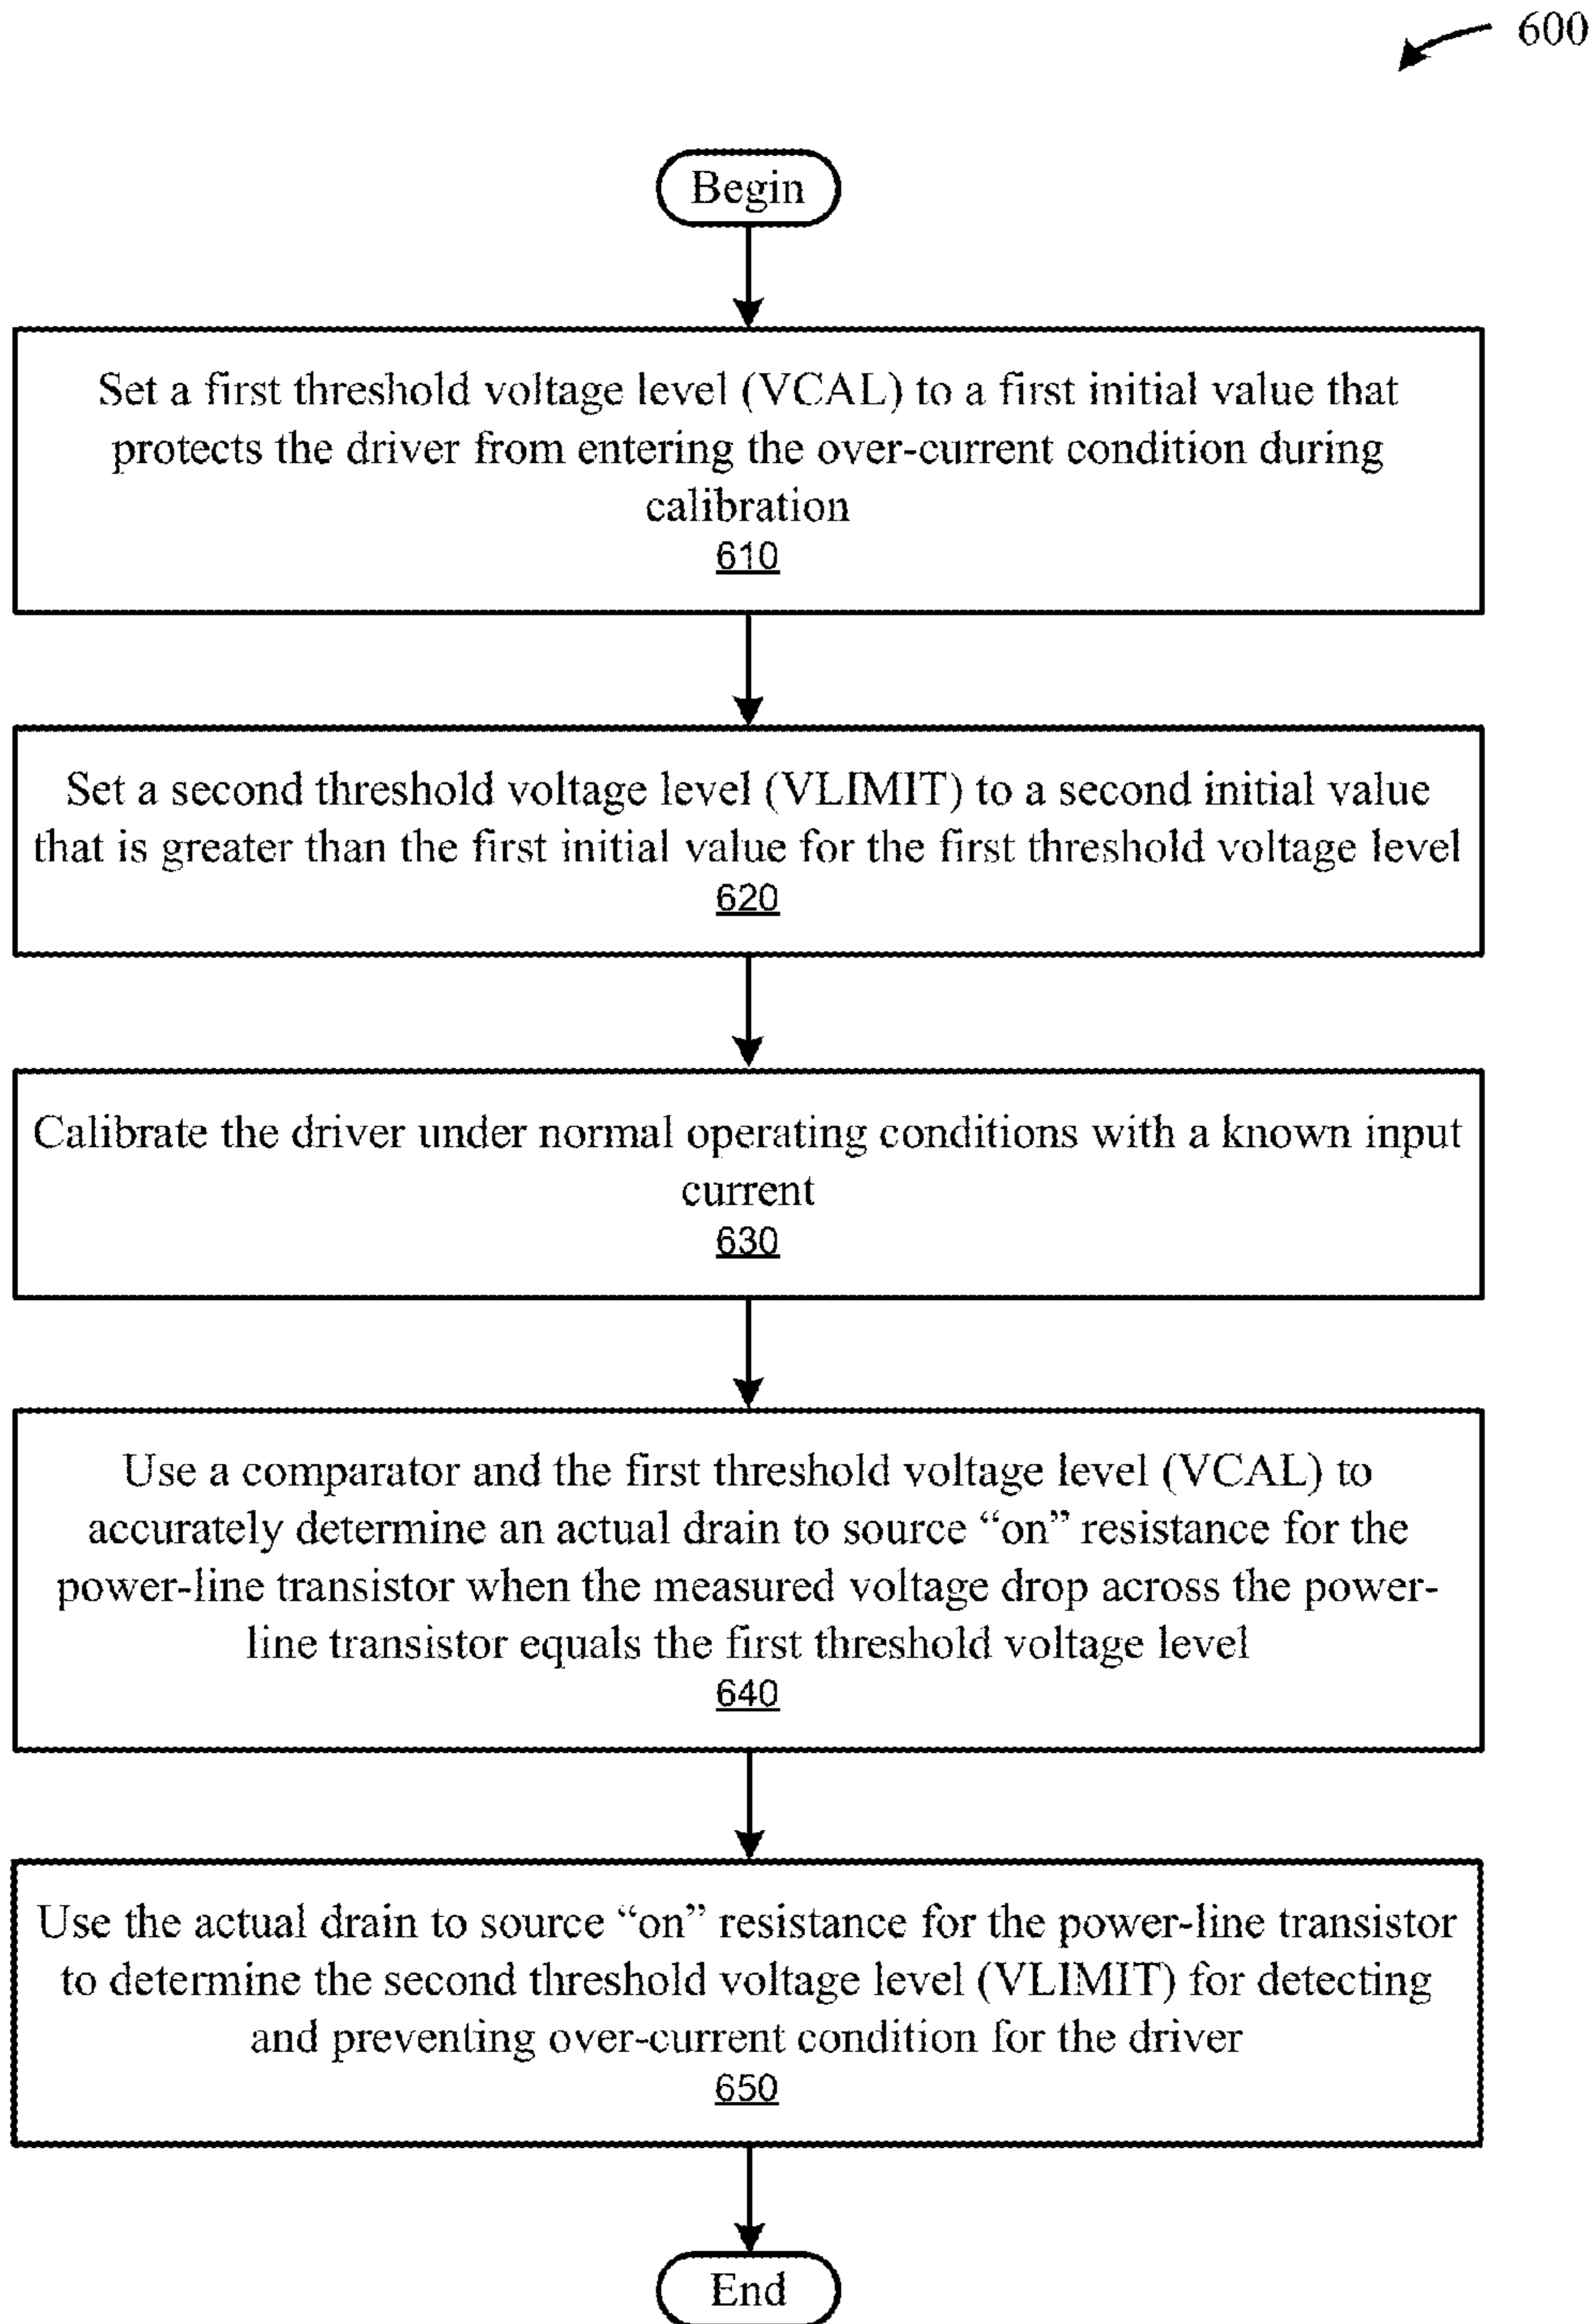 600
Begin
Set a first threshold voltage level (VCAL) to a first initial value that
protects the driver from entering the over-current condition during
calibration
610
Set a second threshold voltage level (VLIMIT) to a second initial value
that is greater than the first initial value for the first threshold voltage level
620
Calibrate the driver under normal operating conditions with a known input
current
630
Use a comparator and the first threshold voltage level (VCAL) to
accurately determine an actual drain to source “on” resistance for the
power-line transistor when the measured voltage drop across the power-
line transistor equals the first threshold voltage level
640
Use the actual drain to source “on” resistance for the power-line transistor
to determine the second threshold voltage level (VLIMIT) for detecting
and preventing over-current condition for the driver
650
End